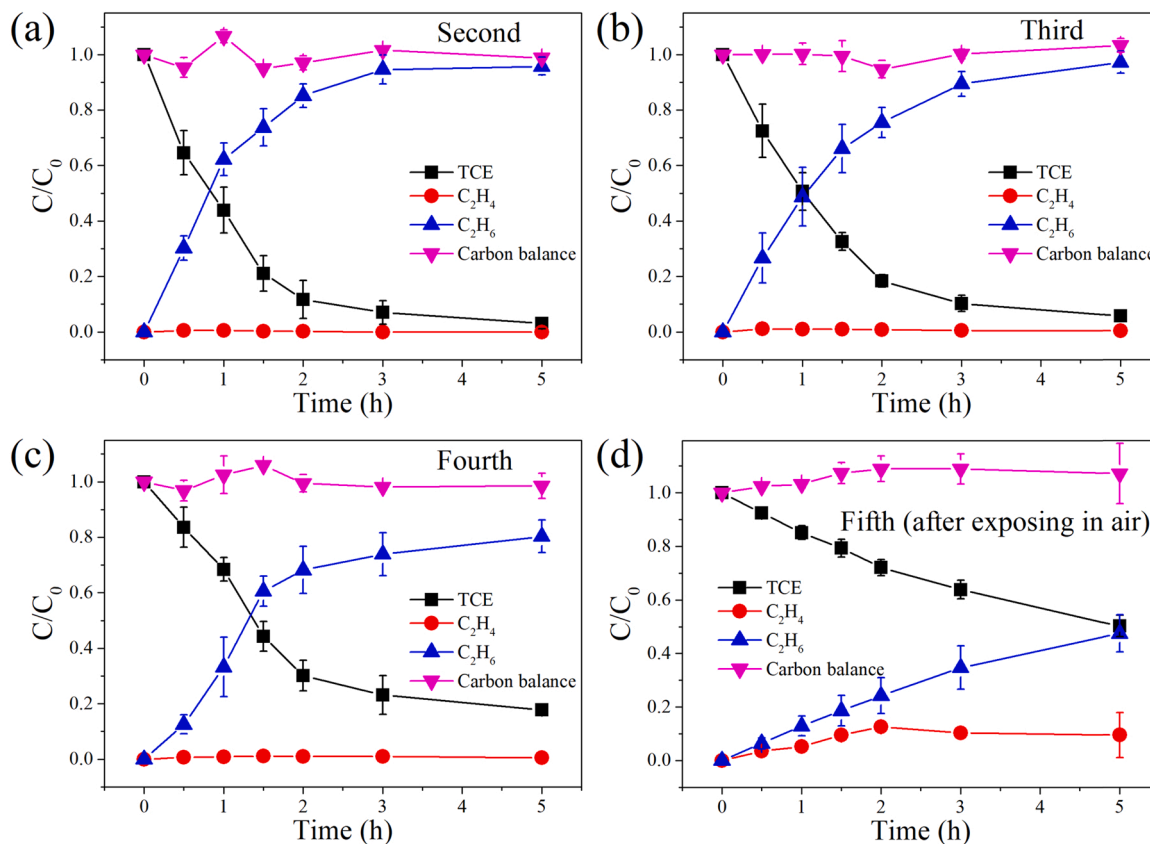 (a)
Second
1.0
0.8
0.6
0.4
0.2
0.0
C/C0
TCE
C2H4
C2H6
Carbon balance
0 1 2 3 4 5
Time (h)
(b)
Third
1.0
0.8
0.6
0.4
0.2
0.0
C/C0
TCE
C2H4
C2H6
Carbon balance
0 1 2 3 4 5
Time (h)
(c)
Fourth
1.0
0.8
0.6
0.4
0.2
0.0
C/C0
TCE
C2H4
C2H6
Carbon balance
0 1 2 3 4 5
Time (h)
(d)
Fifth (after exposing in air)
1.0
0.8
0.6
0.4
0.2
0.0
C/C0
TCE
C2H4
C2H6
Carbon balance
0 1 2 3 4 5
Time (h)